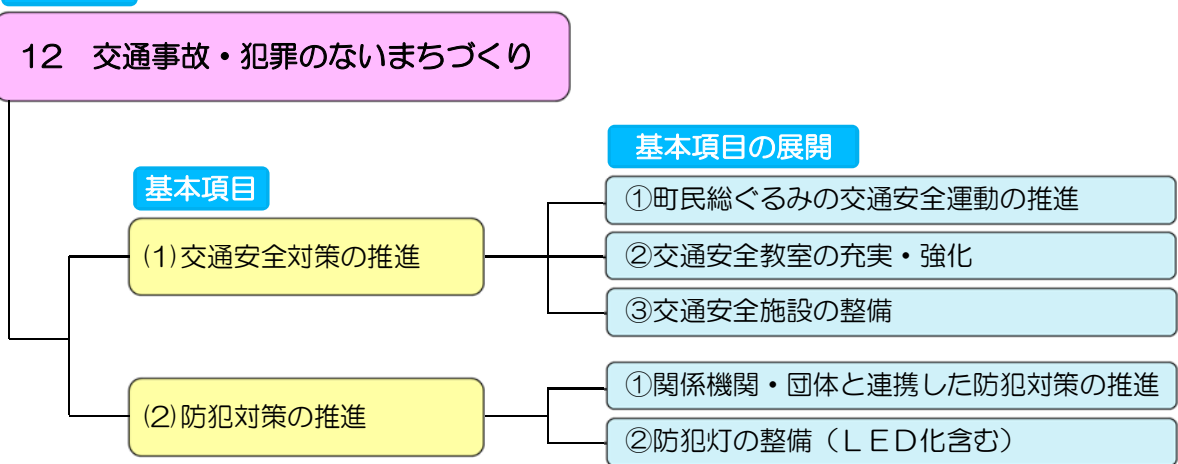 12　交通事故・犯罪のないまちづくり
基本項目の展開
基本項目
(1)交通安全対策の推進
①町民総ぐるみの交通安全運動の推進
②交通安全教室の充実・強化
③交通安全施設の整備
(2)防犯対策の推進
①関係機関・団体と連携した防犯対策の推進
②防犯灯の整備（ＬＥＤ化含む）